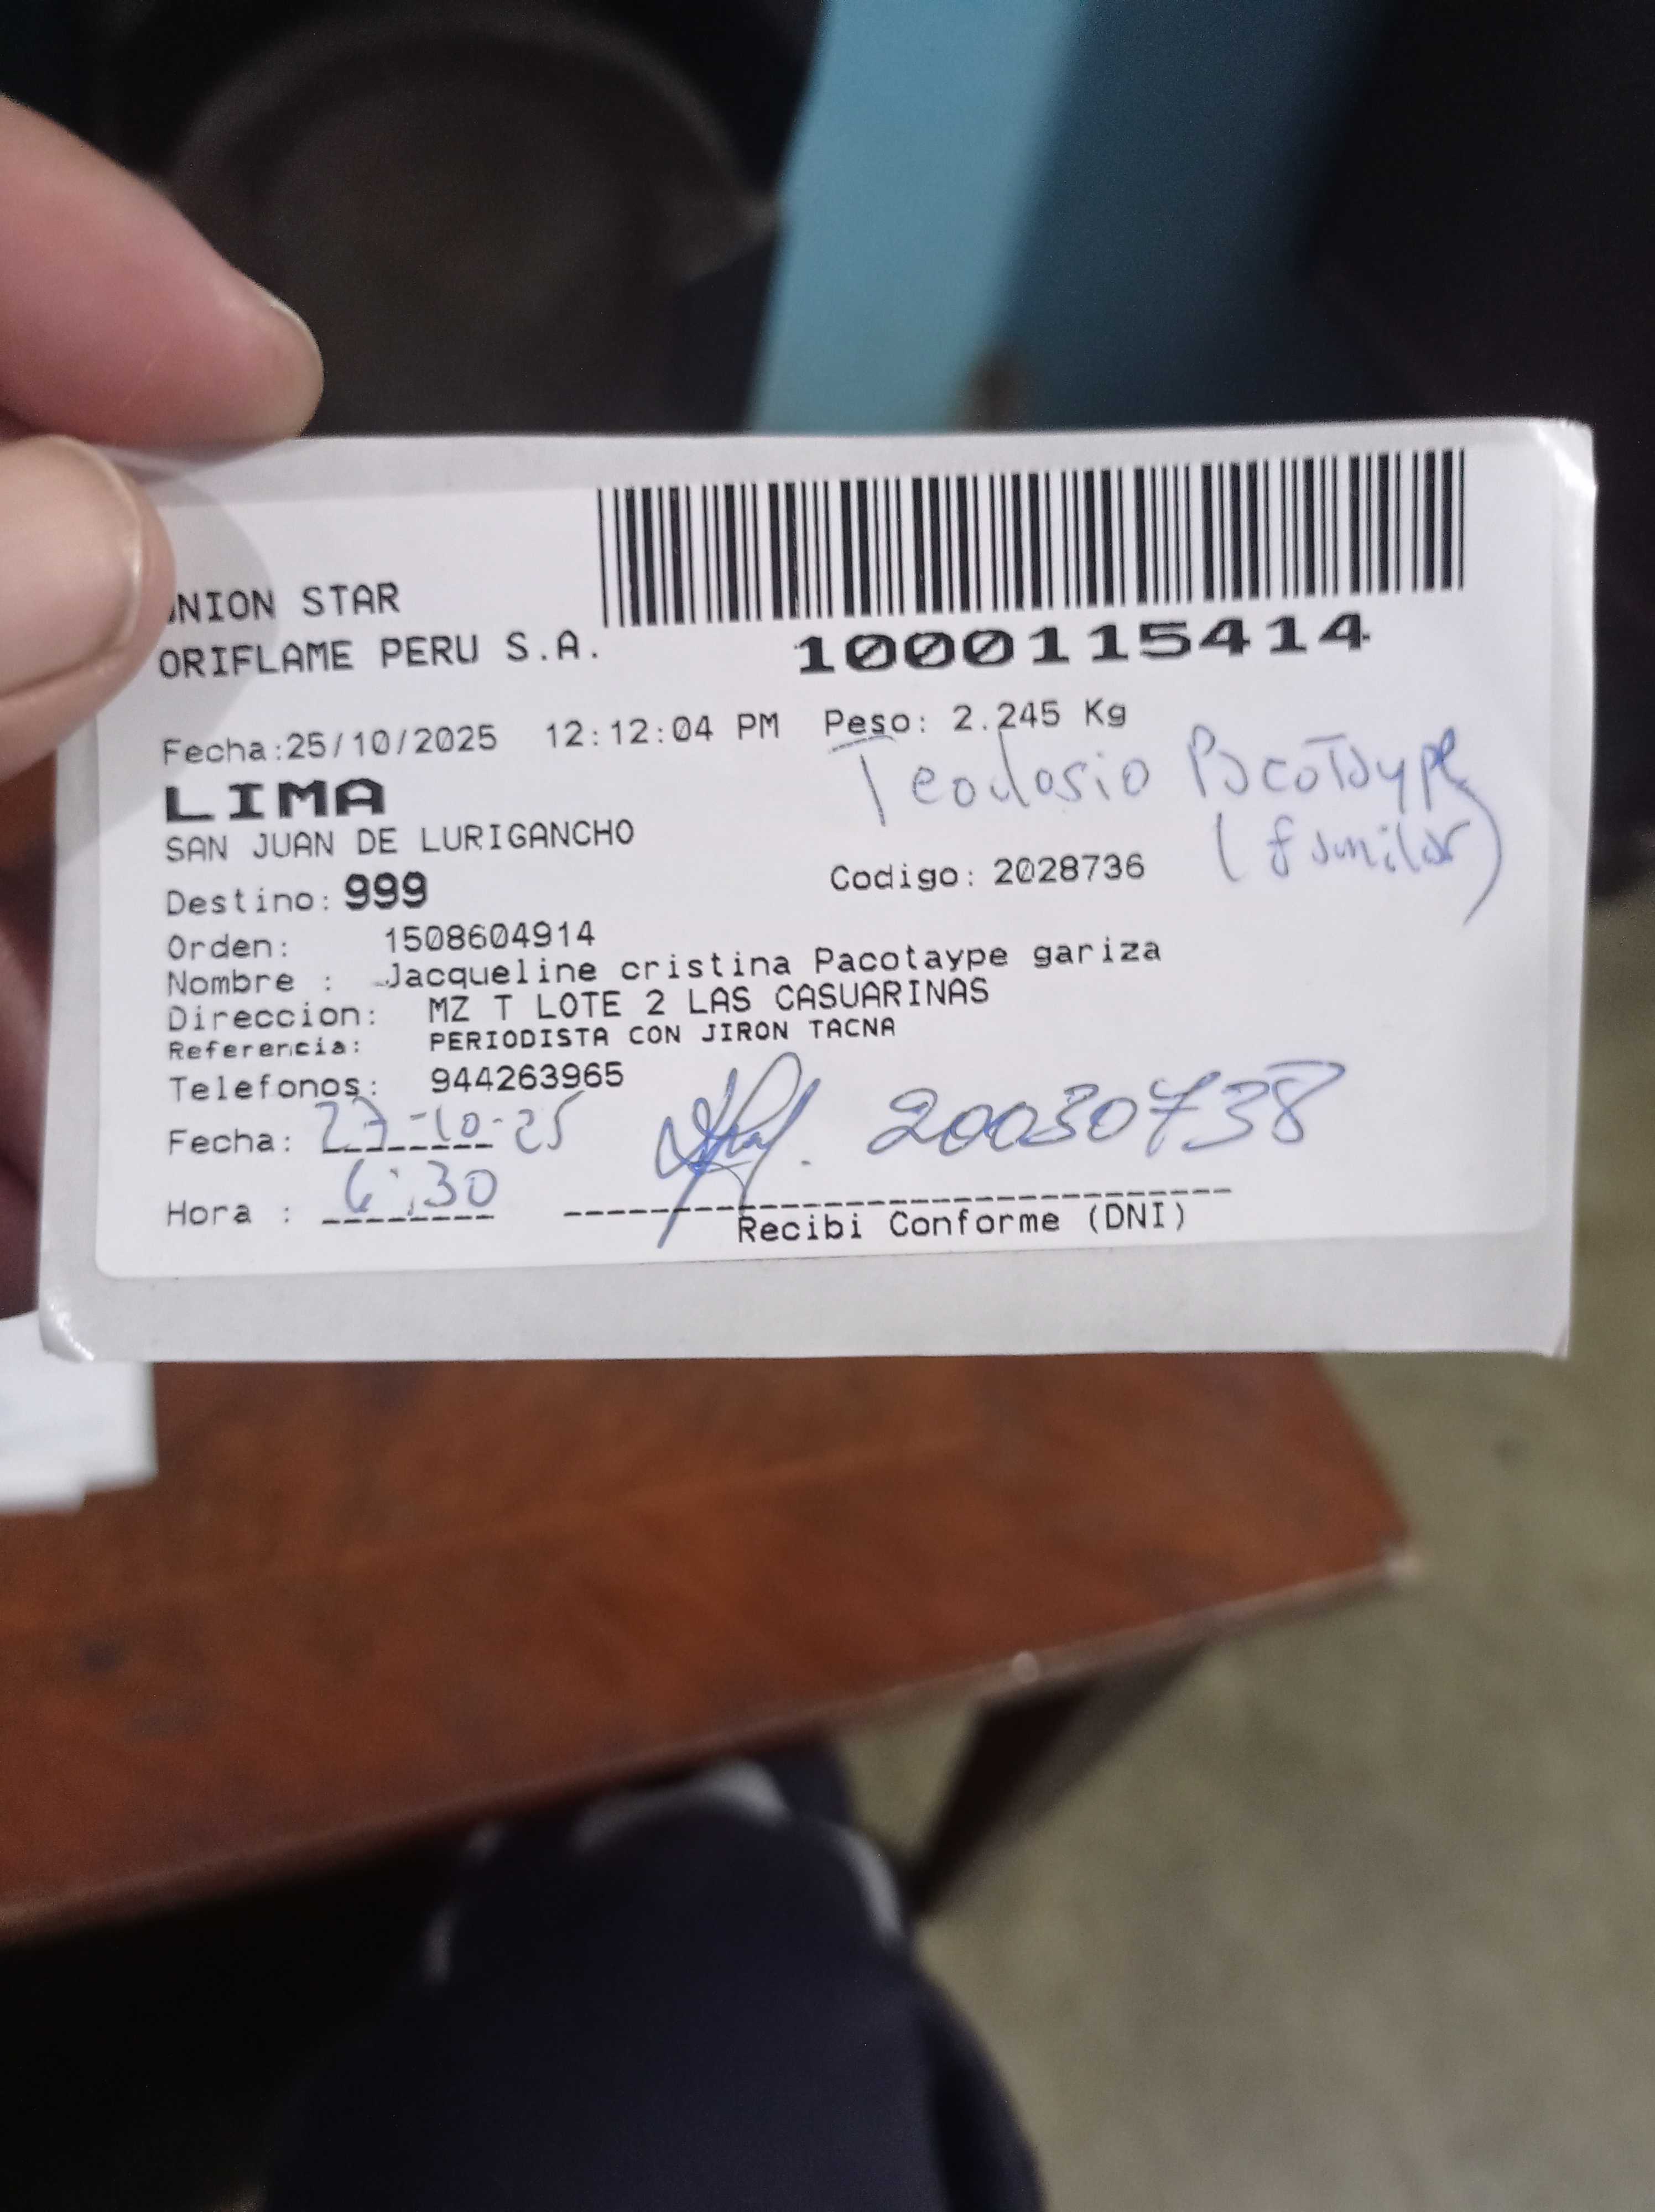 UNION STAR
ORIFLAME PERU S.A.
1000115414
Fecha:25/10/2025 12:12:04 PM Peso: 2.245 Kg
Teodosio Pacotaype
(familiar)
LIMA
SAN JUAN DE LURIGANCHO
Destino: 999
Codigo: 2028736
Orden: 1508604914
Nombre : Jacqueline cristina Pacotaype gariza
Direccion: MZ T LOTE 2 LAS CASUARINAS
Referencia: PERIODISTA CON JIRON TACNA
Telefonos: 944263965
Fecha: 27-10-25
20030738
Hora : 6:30
Recibi Conforme (DNI)